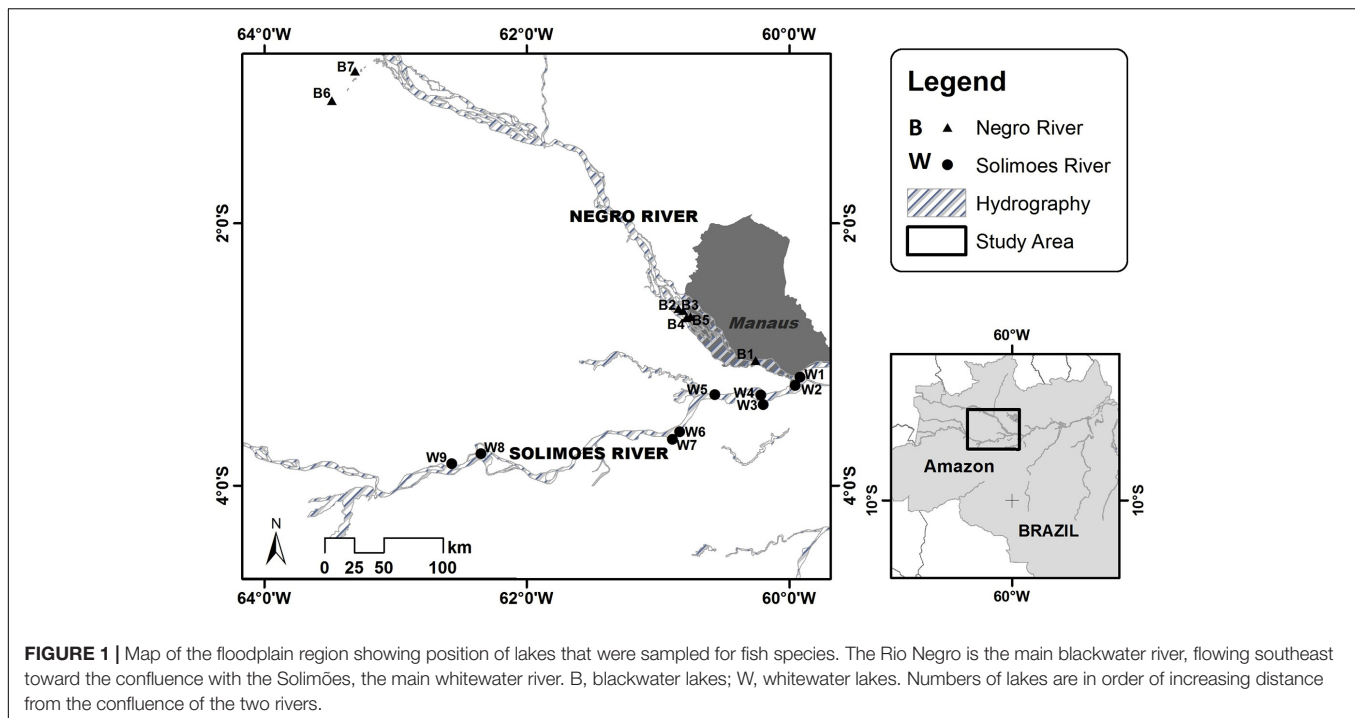 64°0'W 62°0'W 60°0'W
B7
B6
NEGRO RIVER
2°0'S 2°0'S
B2 B3
B4 B5
Manaus
B1
W1
W2
W5 W4
W3
W6
W7
SOLIMOES RIVER
W8
W9
4°0'S 4°0'S
N
km
0 25 50 100
64°0'W 62°0'W 60°0'W
Legend
B Negro River
W Solimoes River
Hydrography
Study Area
60°W
Amazon
10°S 10°S
BRAZIL
60°W
FIGURE 1 | Map of the floodplain region showing position of lakes that were sampled for fish species. The Rio Negro is the main blackwater river, flowing southeast
toward the confluence with the Solimões, the main whitewater river. B, blackwater lakes; W, whitewater lakes. Numbers of lakes are in order of increasing distance
from the confluence of the two rivers.